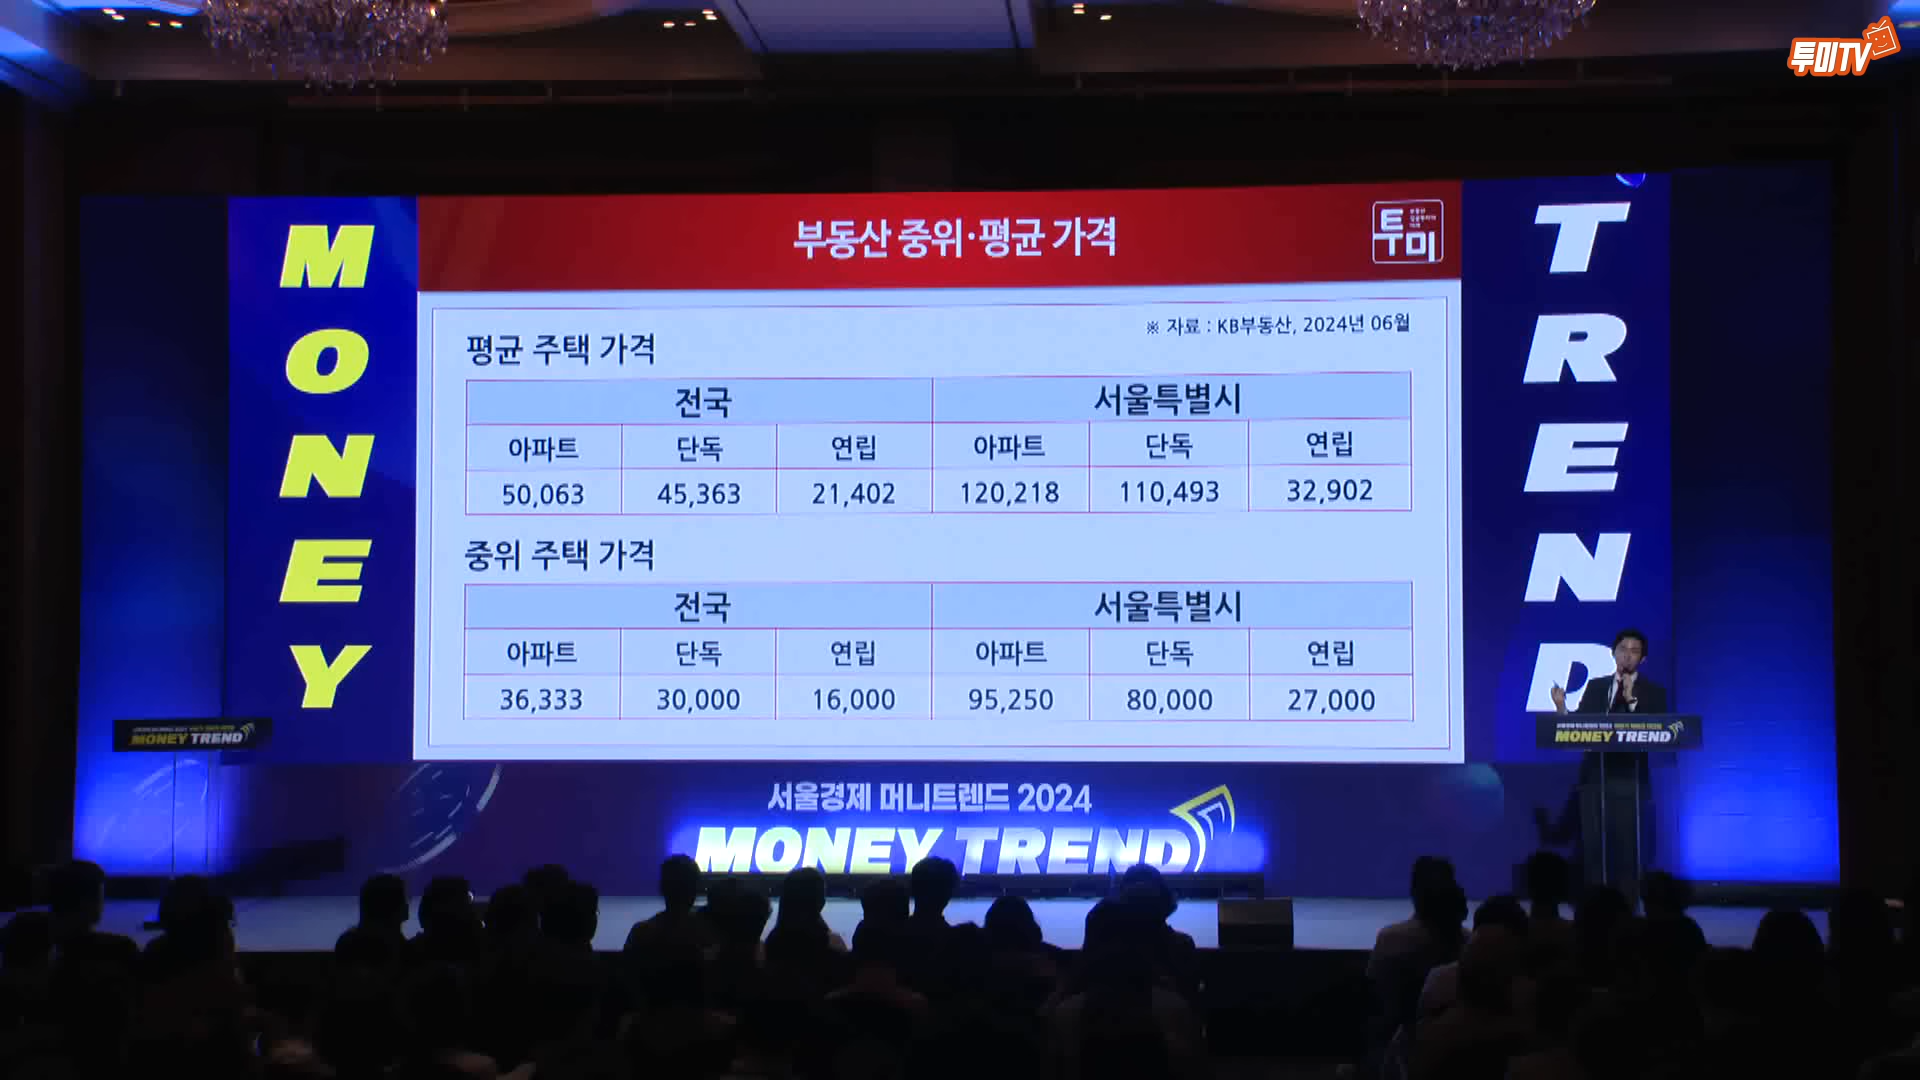 투미TV
MONEY
TREND
부동산 중위·평균 가격
투미
※ 자료 : KB부동산, 2024년 06월
평균 주택 가격
전국 서울특별시
아파트 단독 연립 아파트 단독 연립
50,063 45,363 21,402 120,218 110,493 32,902
중위 주택 가격
전국 서울특별시
아파트 단독 연립 아파트 단독 연립
36,333 30,000 16,000 95,250 80,000 27,000
MONEY TREND
MONEY TREND
서울경제 머니트렌드 2024
MONEY TREND